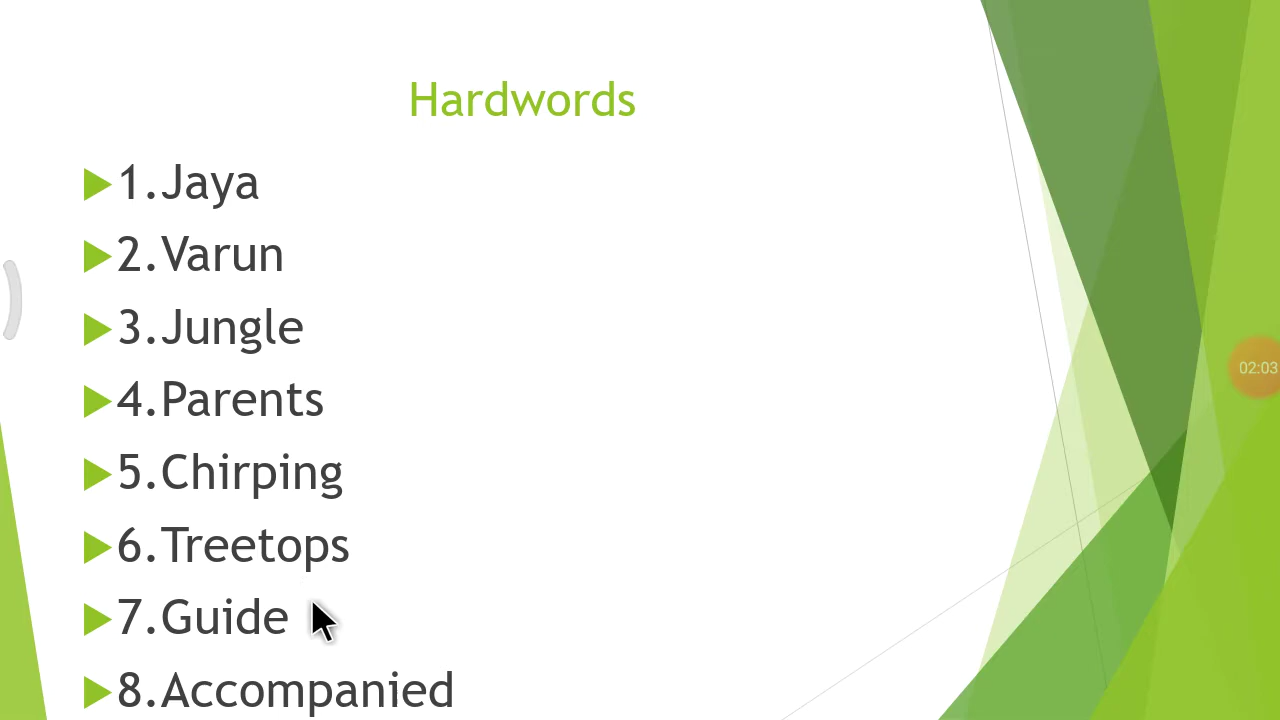 Hardwords
1.Jaya
2.Varun
3.Jungle
4.Parents
5.Chirping
6.Treetops
7.Guide
8.Accompanied
02:03